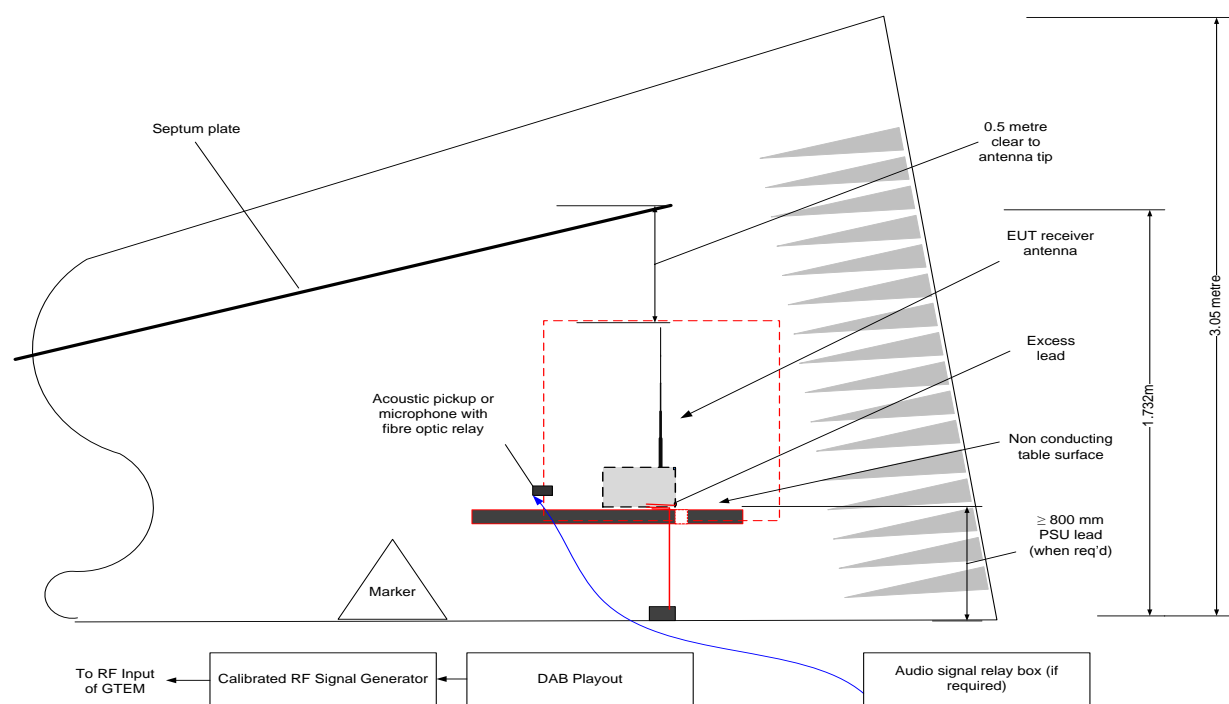 Septum plate
0.5 metre
clear to
antenna tip
EUT receiver
antenna
3.05 metre
Excess
lead
1.732m
Acoustic pickup or
microphone with
fibre optic relay
Non conducting
table surface
≥ 800 mm
PSU lead
(when req'd)
Marker
To RF Input
of GTEM
Calibrated RF Signal Generator
DAB Playout
Audio signal relay box (if
required)